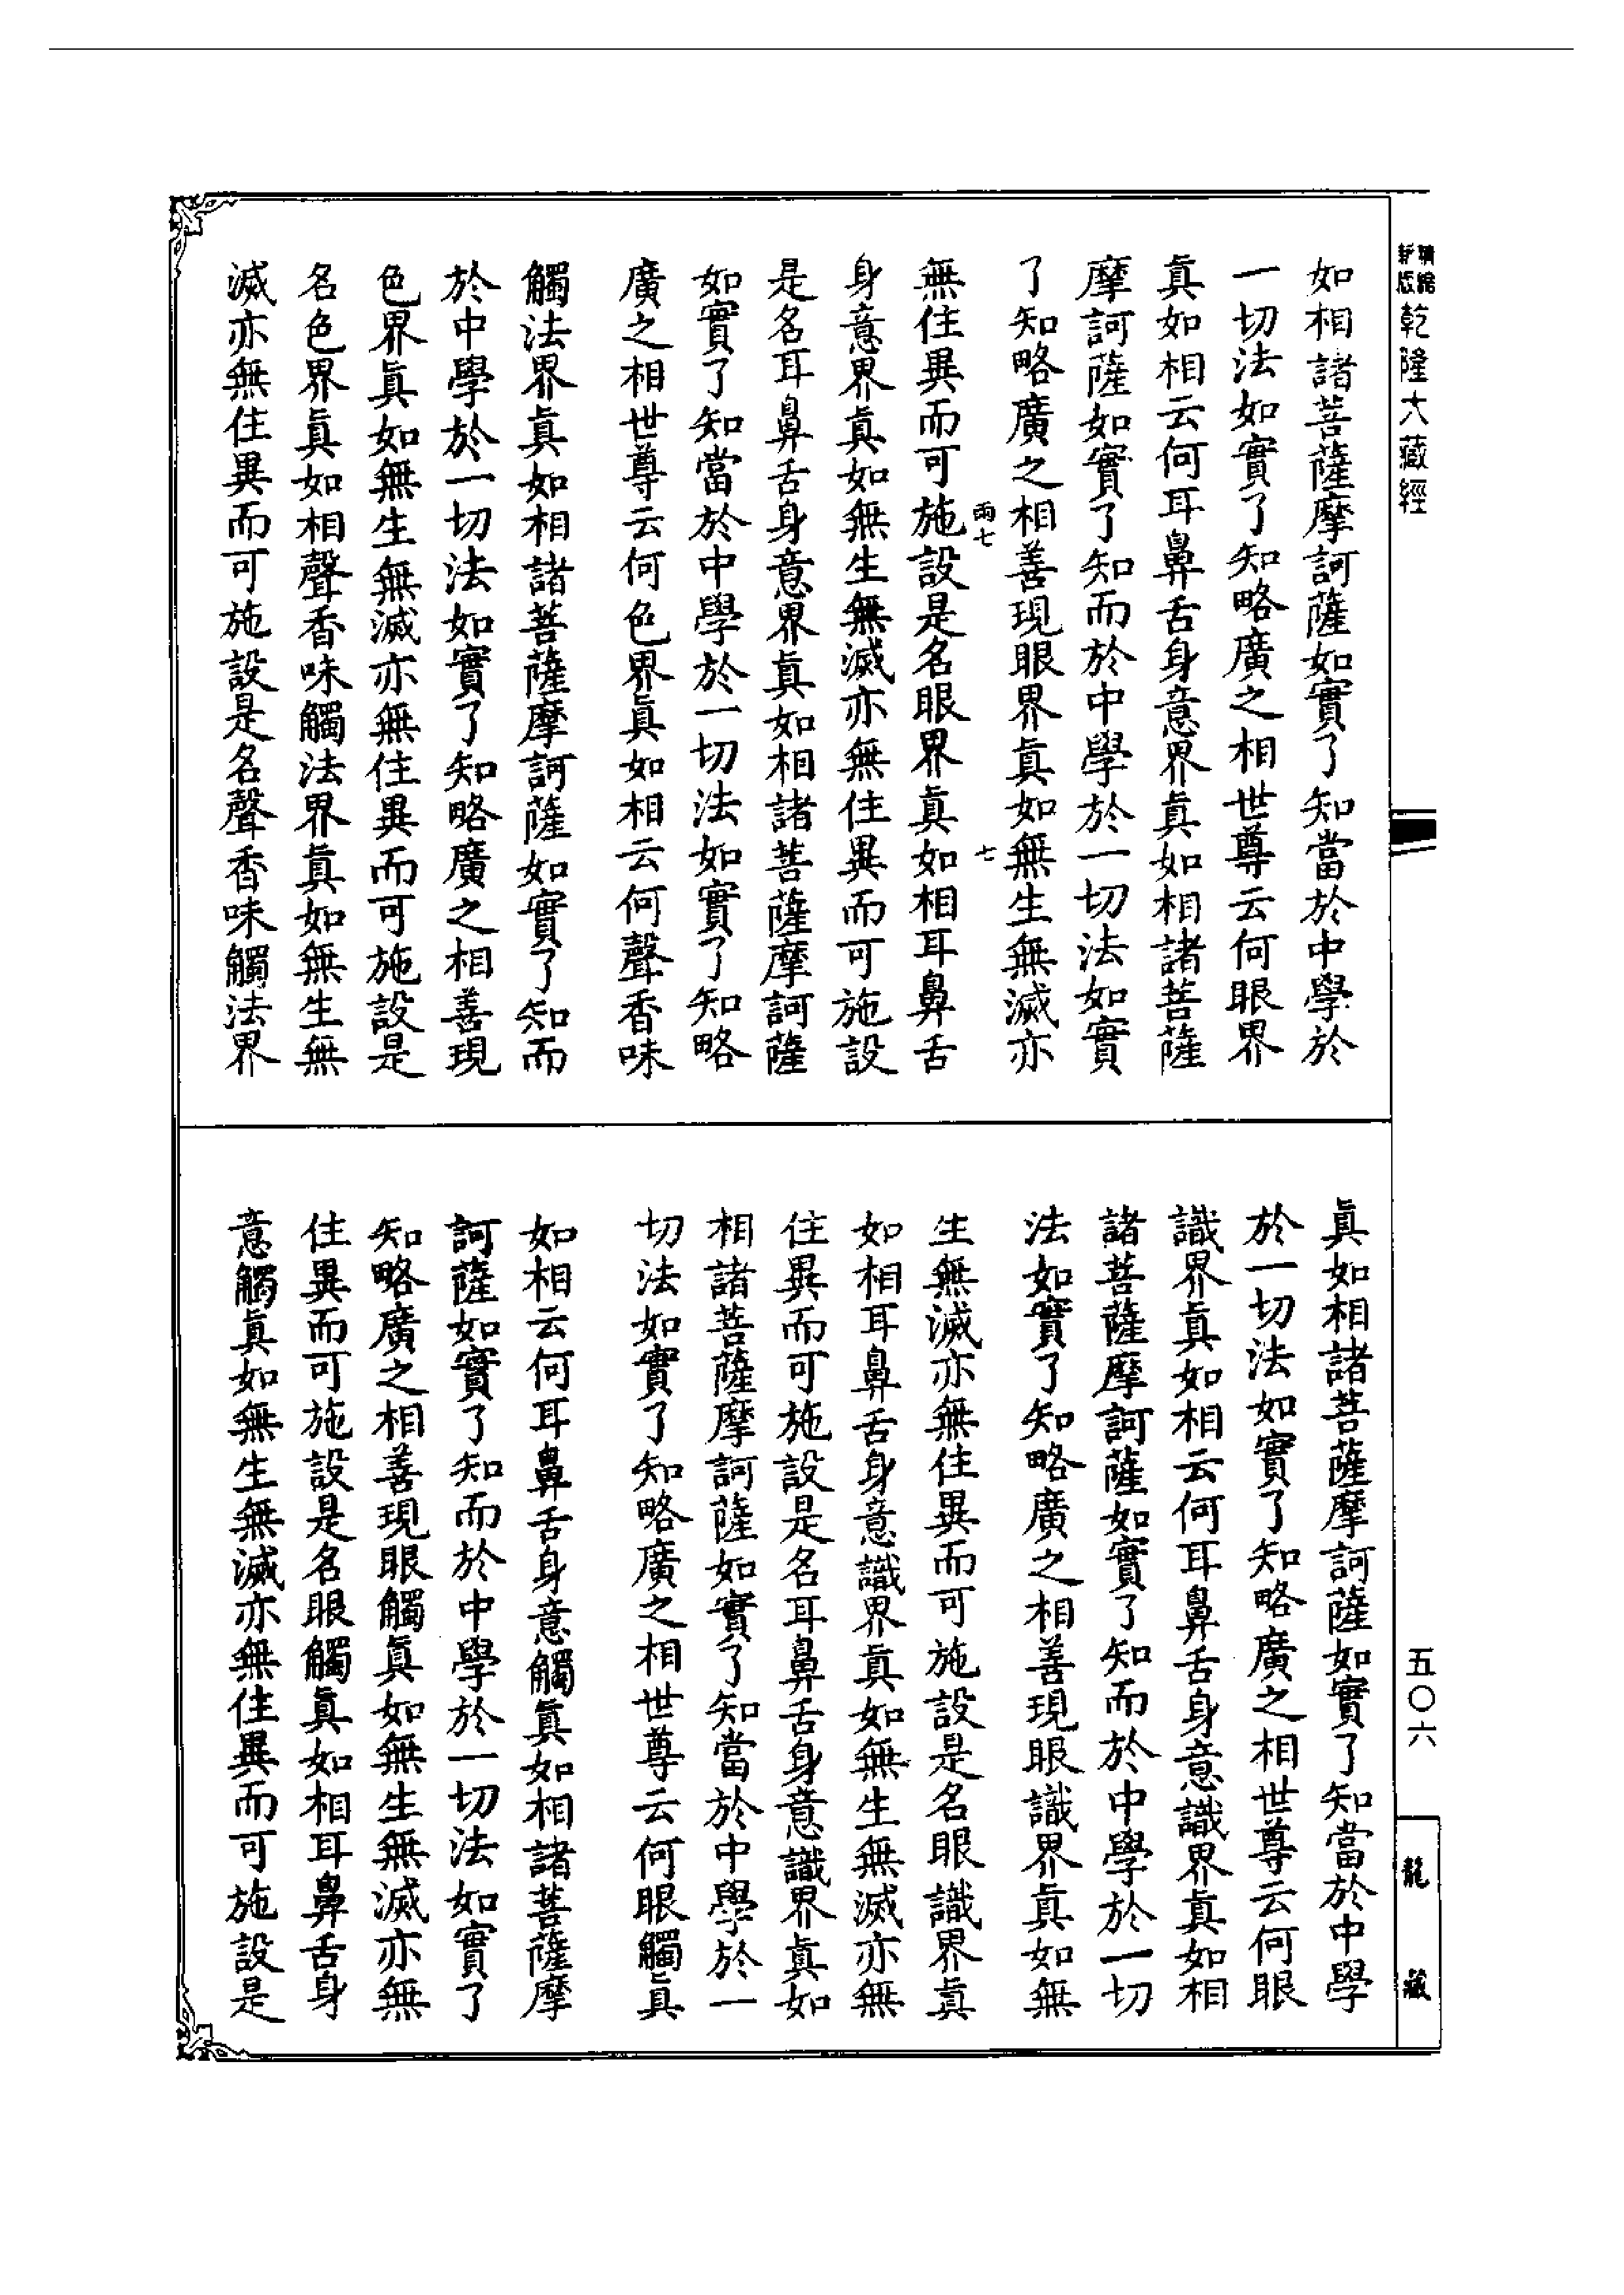 精編新版乾隆大藏經
如相諸菩薩摩訶薩如實了知當於中學於
一切法如實了知略廣之相世尊云何眼界
真如相云何耳鼻舌身意界真如相諸菩薩
摩訶薩如實了知而於中學於一切法如實
了知略廣之相善現眼界真如無生無滅亦
雨七 七
無住異而可施設是名眼界真如相耳鼻舌
身意界真如無生無滅亦無住異而可施設
是名耳鼻舌身意界真如相諸菩薩摩訶薩
如實了知當於中學於一切法如實了知略
廣之相世尊云何色界真如相云何聲香味
觸法界真如相諸菩薩摩訶薩如實了知而
於中學於一切法如實了知略廣之相善現
色界真如無生無滅亦無住異而可施設是
名色界真如相聲香味觸法界真如無生無
滅亦無住異而可施設是名聲香味觸法界
真如相諸菩薩摩訶薩如實了知當於中學
於一切法如實了知略廣之相世尊云何眼
識界真如相云何耳鼻舌身意識界真如相
諸菩薩摩訶薩如實了知而於中學於一切
法如實了知略廣之相善現眼識界真如無
生無滅亦無住異而可施設是名眼識界真
如相耳鼻舌身意識界真如無生無滅亦無
住異而可施設是名耳鼻舌身意識界真如
相諸菩薩摩訶薩如實了知當於中學於一
切法如實了知略廣之相世尊云何眼觸真
如相云何耳鼻舌身意觸真如相諸菩薩摩
訶薩如實了知而於中學於一切法如實了
知略廣之相善現眼觸真如無生無滅亦無
住異而可施設是名眼觸真如相耳鼻舌身
意觸真如無生無滅亦無住異而可施設是
五〇六
龍藏